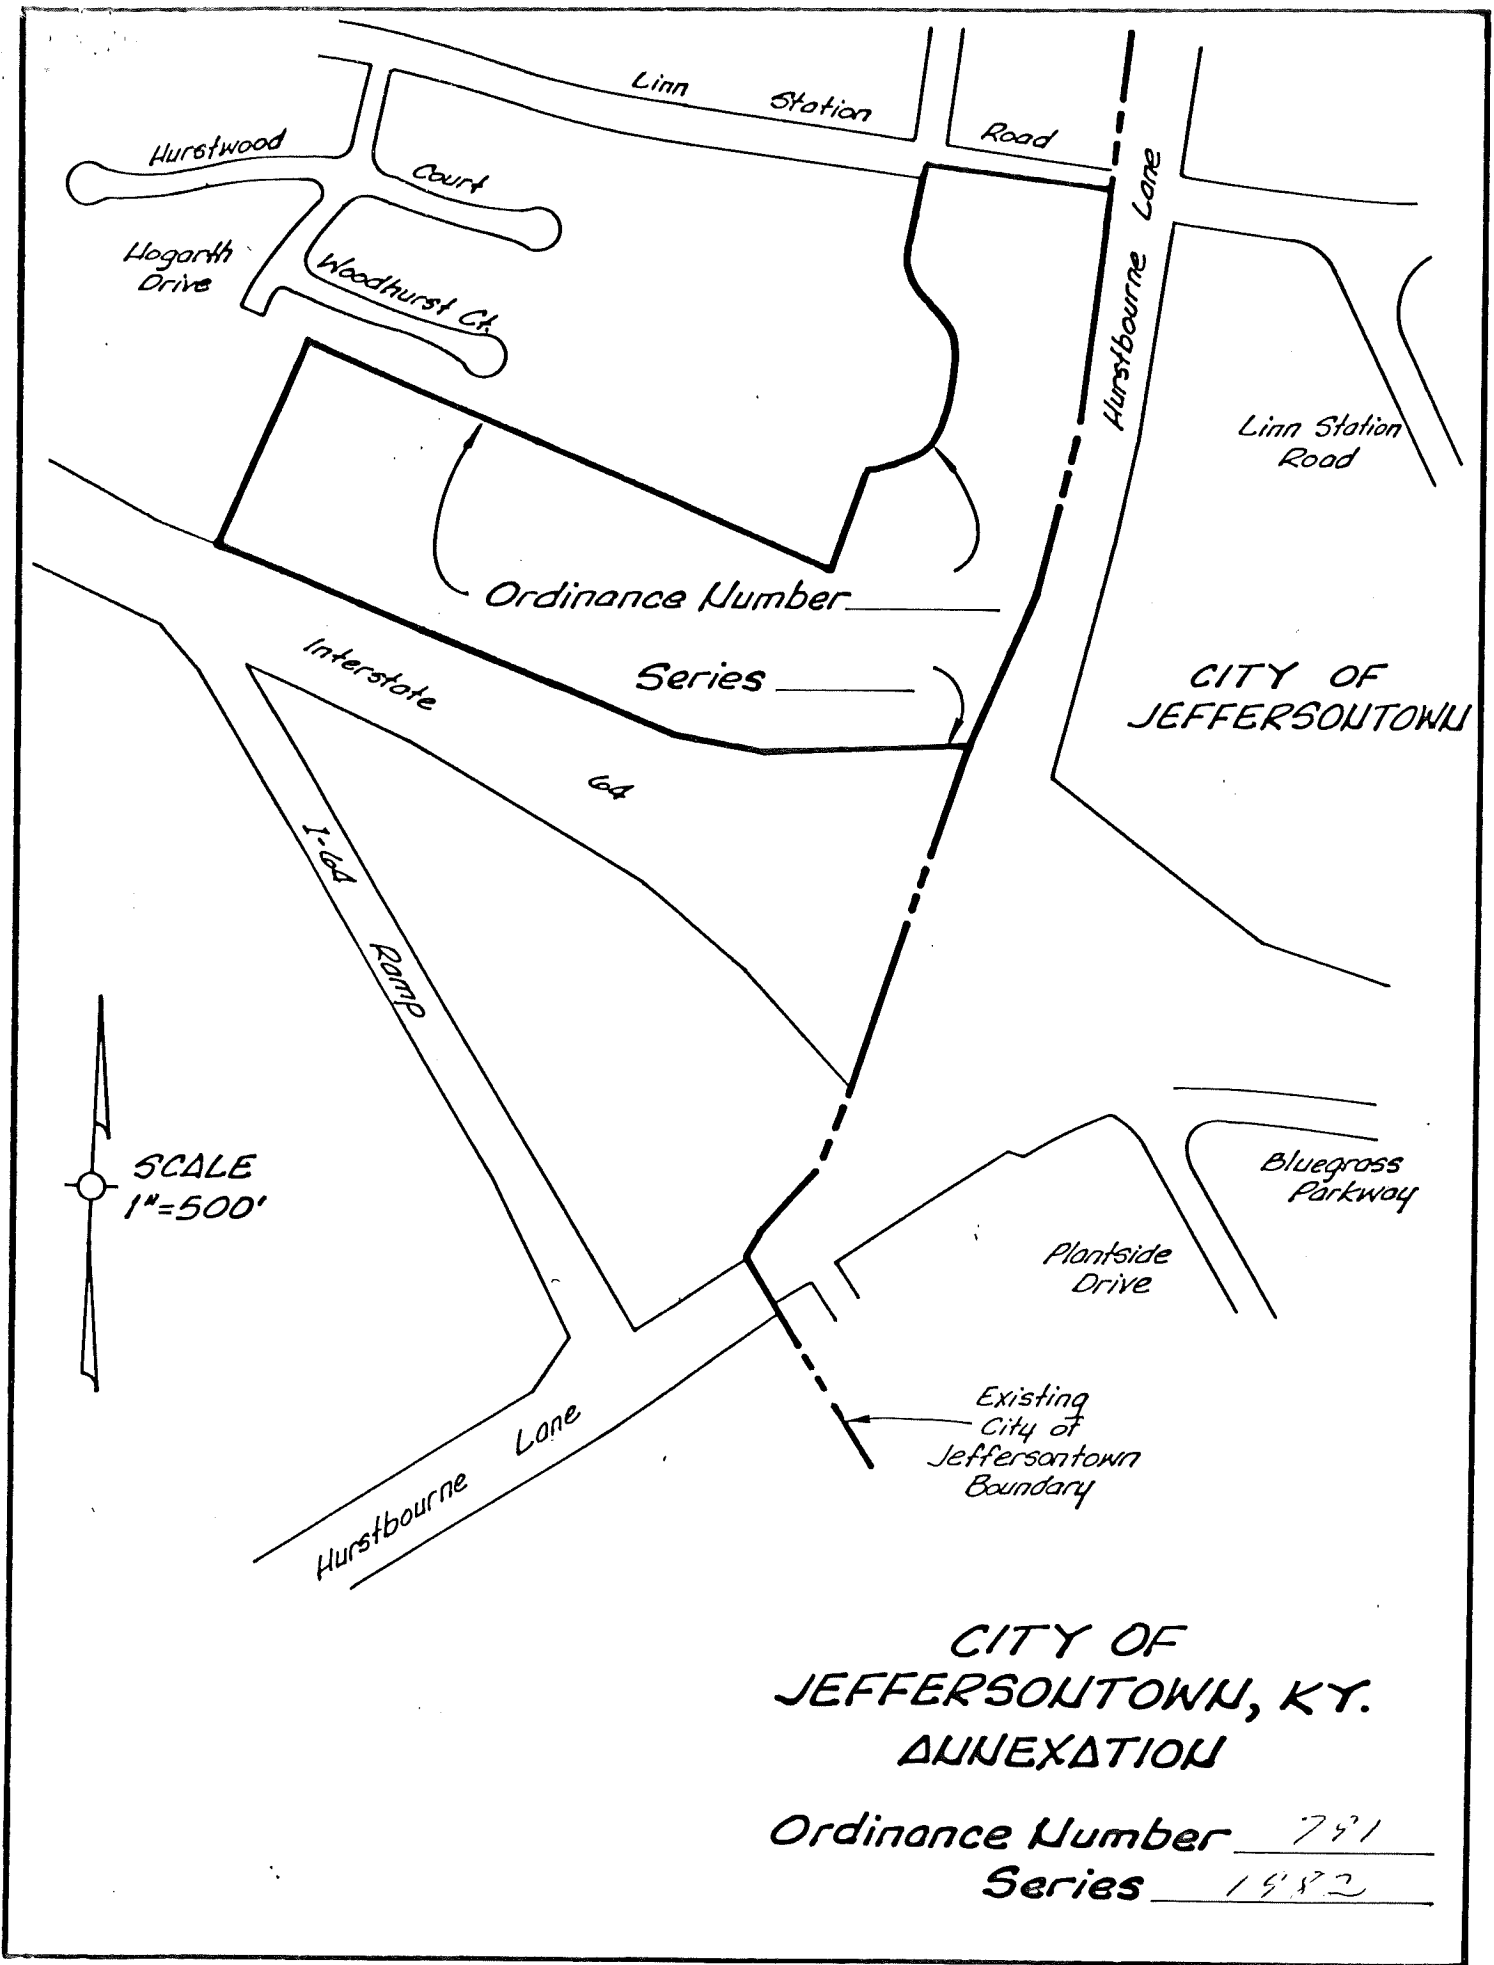 Linn Station Road
Hurstwood Court
Hurstbourne Lane
Hogarth
Drive
Woodhurst Ct.
Linn Station
Road
Ordinance Number
Series
Interstate 64
CITY OF
JEFFERSONTOWN
I-64 Ramp
SCALE
1"=500'
Bluegrass
Parkway
Plantside
Drive
Existing
City of
Jeffersontown
Boundary
Hurstbourne Lane
CITY OF
JEFFERSONTOWN, KY.
ANNEXATION
Ordinance Number
Series 1982